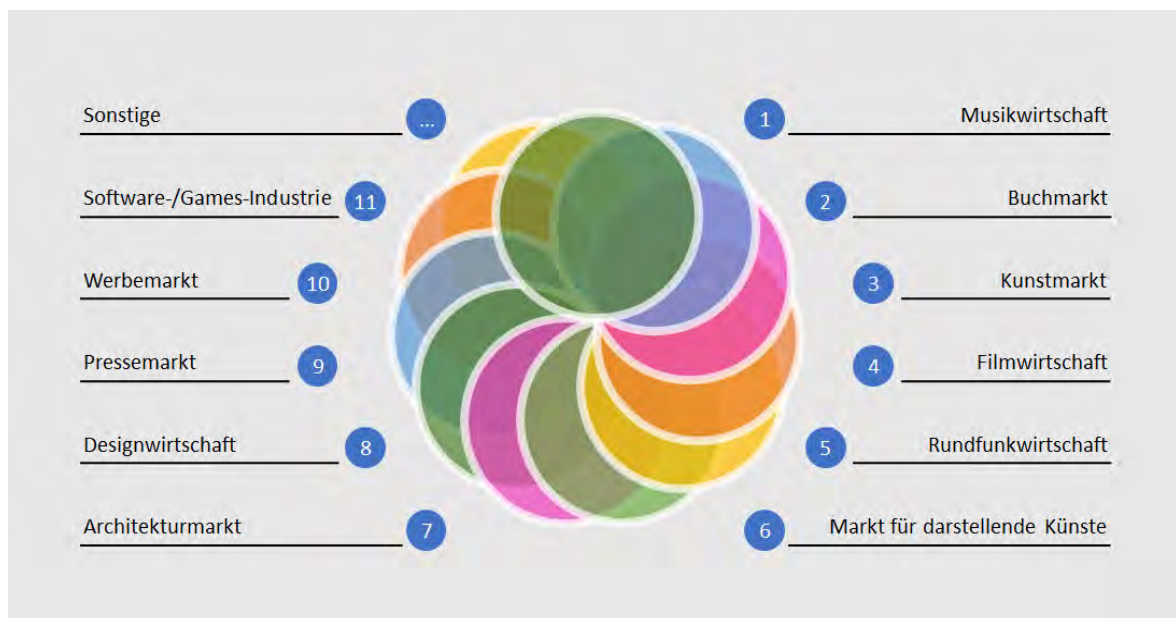 Sonstige ... 1 Musikwirtschaft
Software-/Games-Industrie 11 2 Buchmarkt
Werbemarkt 10 3 Kunstmarkt
Pressemarkt 9 4 Filmwirtschaft
Designwirtschaft 8 5 Rundfunkwirtschaft
Architekturmarkt 7 6 Markt für darstellende Künste